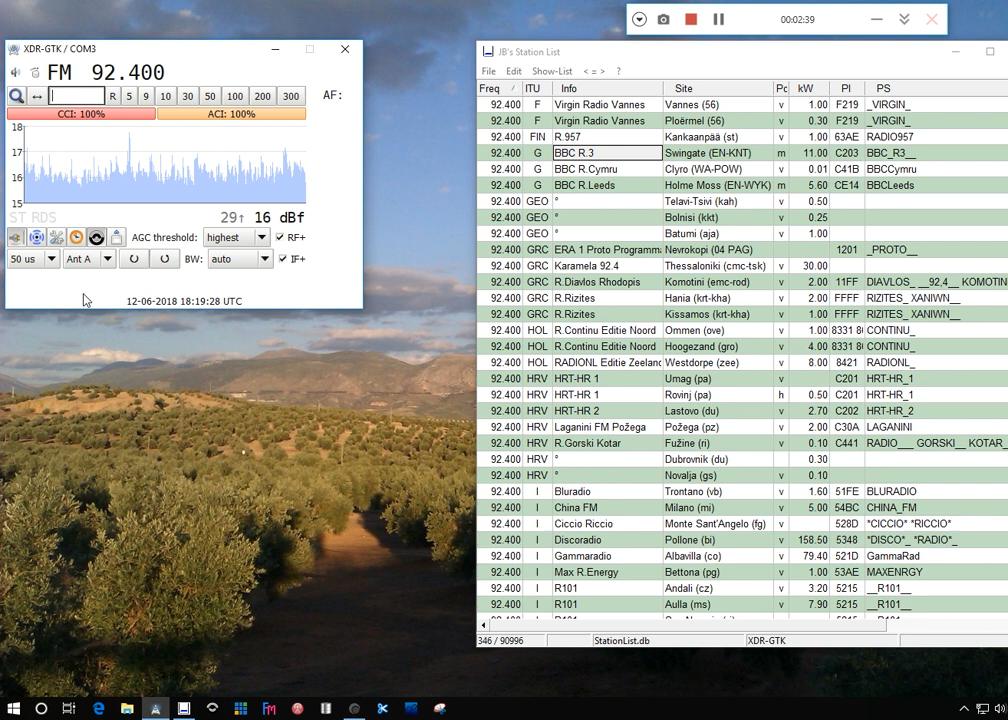 00:02:39
XDR-GTK / COM3
FM 92.400
R 5 9 10 30 50 100 200 300 AF:
CCI: 100% ACI: 100%
18
17
16
15
ST RDS 29↑ 16 dBf
AGC threshold: highest RF+
50 us Ant A BW: auto IF+
12-06-2018 18:19:28 UTC
JB's Station List
File Edit Show-List < = > ?
Freq ITU Info Site Pc kW PI PS
92.400 F Virgin Radio Vannes Vannes (56) v 1.00 F219 _VIRGIN_
92.400 F Virgin Radio Vannes Ploërmel (56) v 0.30 F219 _VIRGIN_
92.400 FIN R.957 Kankaanpää (st) v 1.00 63AE RADIO957
92.400 G BBC R.3 Swingate (EN-KNT) m 11.00 C203 BBC_R3__
92.400 G BBC R.Cymru Clyro (WA-POW) v 0.01 C41B BBCCymru
92.400 G BBC R.Leeds Holme Moss (EN-WYK) m 5.60 CE14 BBCLeeds
92.400 GEO ° Telavi-Tsivi (kah) v 0.50
92.400 GEO ° Bolnisi (kkt) v 0.25
92.400 GEO ° Batumi (aja) v 1.00
92.400 GRC ERA 1 Proto Programma Nevrokopi (04 PAG) 1201 _PROTO__
92.400 GRC Karamela 92.4 Thessaloniki (cmc-tsk) v 30.00
92.400 GRC R.Diavlos Rhodopis Komotini (emc-rod) v 2.00 11FF DIAVLOS_ __92,4__ KOMOTIN
92.400 GRC R.Rizites Hania (krt-kha) v 2.00 FFFF RIZITES_ XANIWN__
92.400 GRC R.Rizites Kissamos (krt-kha) v 1.00 FFFF RIZITES_ XANIWN__
92.400 HOL R.Continu Editie Noord Ommen (ove) v 1.00 8331 8 CONTINU_
92.400 HOL R.Continu Editie Noord Hoogezand (gro) v 4.00 8331 8 CONTINU_
92.400 HOL RADIONL Editie Zeeland Westdorpe (zee) v 8.00 8421 RADIONL_
92.400 HRV HRT-HR 1 Umag (pa) v C201 HRT-HR_1
92.400 HRV HRT-HR 1 Rovinj (pa) h 0.50 C201 HRT-HR_1
92.400 HRV HRT-HR 2 Lastovo (du) v 2.70 C202 HRT-HR_2
92.400 HRV Laganini FM Požega Požega (pz) v 2.00 C30A LAGANINI
92.400 HRV R.Gorski Kotar Fužine (ri) v 0.10 C441 RADIO___ GORSKI__ KOTAR_
92.400 HRV ° Dubrovnik (du) v 0.30
92.400 HRV ° Novalja (gs) v 0.10
92.400 I Bluradio Trontano (vb) v 1.60 51FE BLURADIO
92.400 I China FM Milano (mi) v 5.00 54BC CHINA_FM
92.400 I Ciccio Riccio Monte Sant'Angelo (fg) v 528D *CICCIO* *RICCIO*
92.400 I Discoradio Pollone (bi) v 158.50 5348 *DISCO*_ *RADIO*_
92.400 I Gammaradio Albavilla (co) v 79.40 521D GammaRad
92.400 I Max R.Energy Bettona (pg) v 1.00 53AE MAXENRGY
92.400 I R101 Andali (cz) v 3.20 5215 __R101__
92.400 I R101 Aulla (ms) v 7.90 5215 __R101__
346 / 90996 StationList.db XDR-GTK